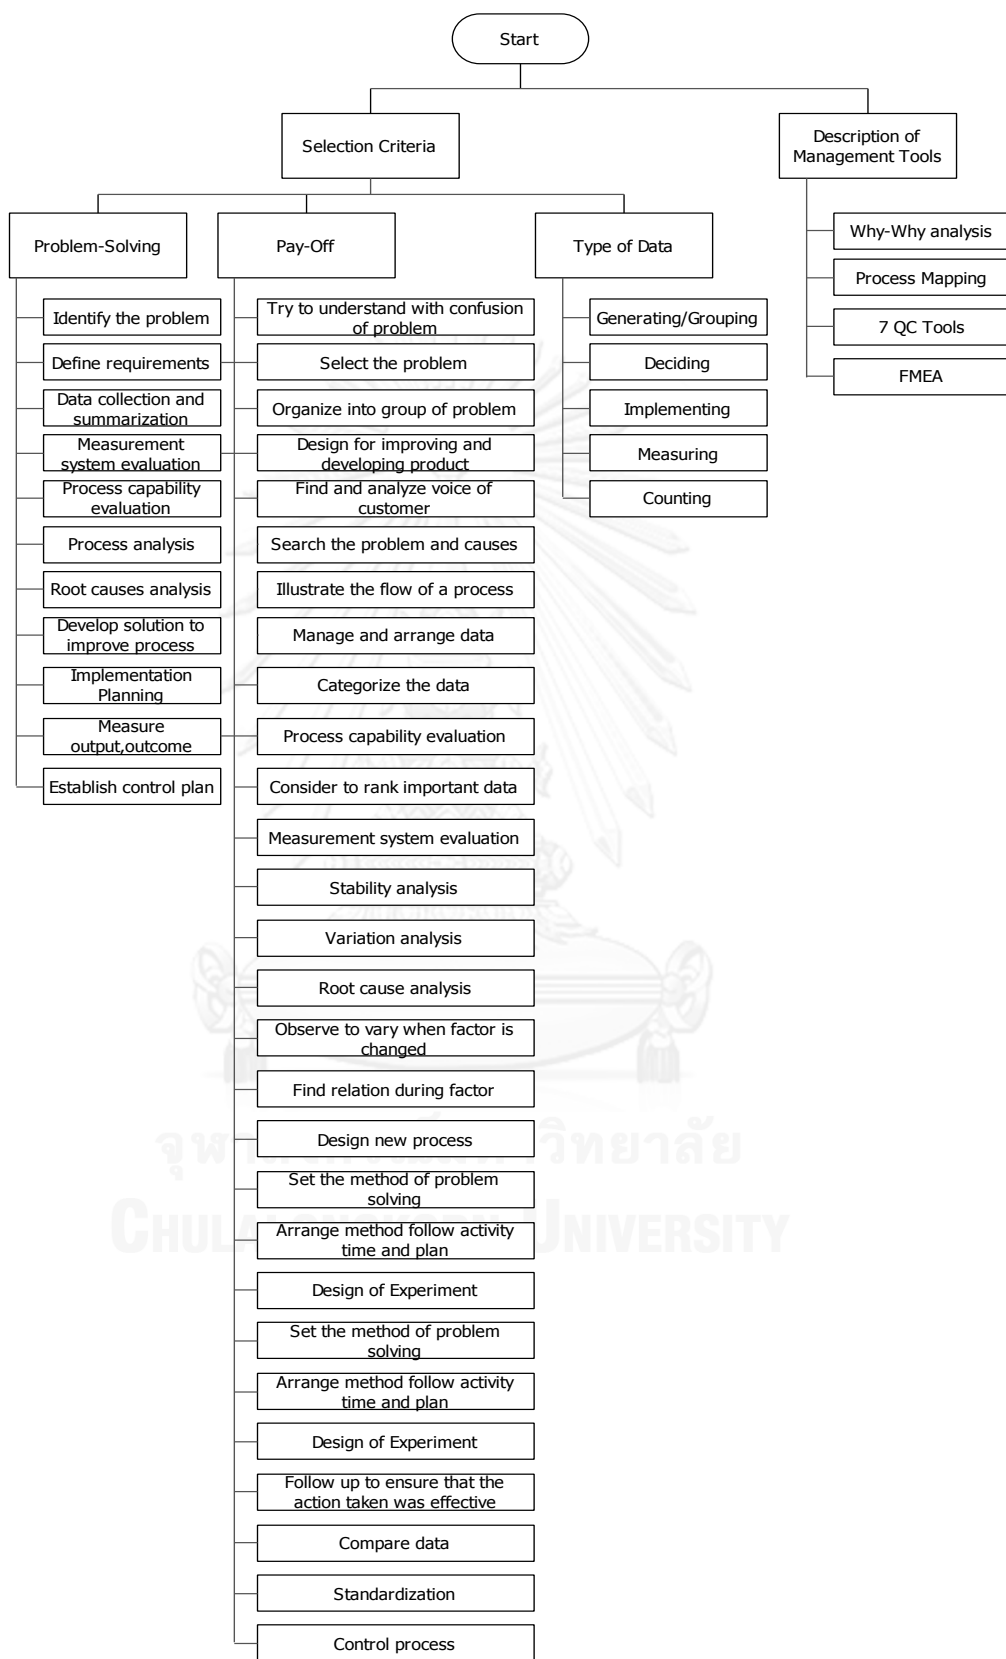 Start
Selection Criteria
Description of
Management Tools
Problem-Solving
Pay-Off
Type of Data
Why-Why analysis
Process Mapping
7 QC Tools
FMEA
Identify the problem
Define requirements
Data collection and
summarization
Measurement
system evaluation
Process capability
evaluation
Process analysis
Root causes analysis
Develop solution to
improve process
Implementation
Planning
Measure
output,outcome
Establish control plan
Try to understand with confusion
of problem
Select the problem
Organize into group of problem
Design for improving and
developing product
Find and analyze voice of
customer
Search the problem and causes
Illustrate the flow of a process
Manage and arrange data
Categorize the data
Process capability evaluation
Consider to rank important data
Measurement system evaluation
Stability analysis
Variation analysis
Root cause analysis
Observe to vary when factor is
changed
Find relation during factor
Design new process
Set the method of problem
solving
Arrange method follow activity
time and plan
Design of Experiment
Set the method of problem
solving
Arrange method follow activity
time and plan
Design of Experiment
Follow up to ensure that the
action taken was effective
Compare data
Standardization
Control process
Generating/Grouping
Deciding
Implementing
Measuring
Counting
UNIVERSITY